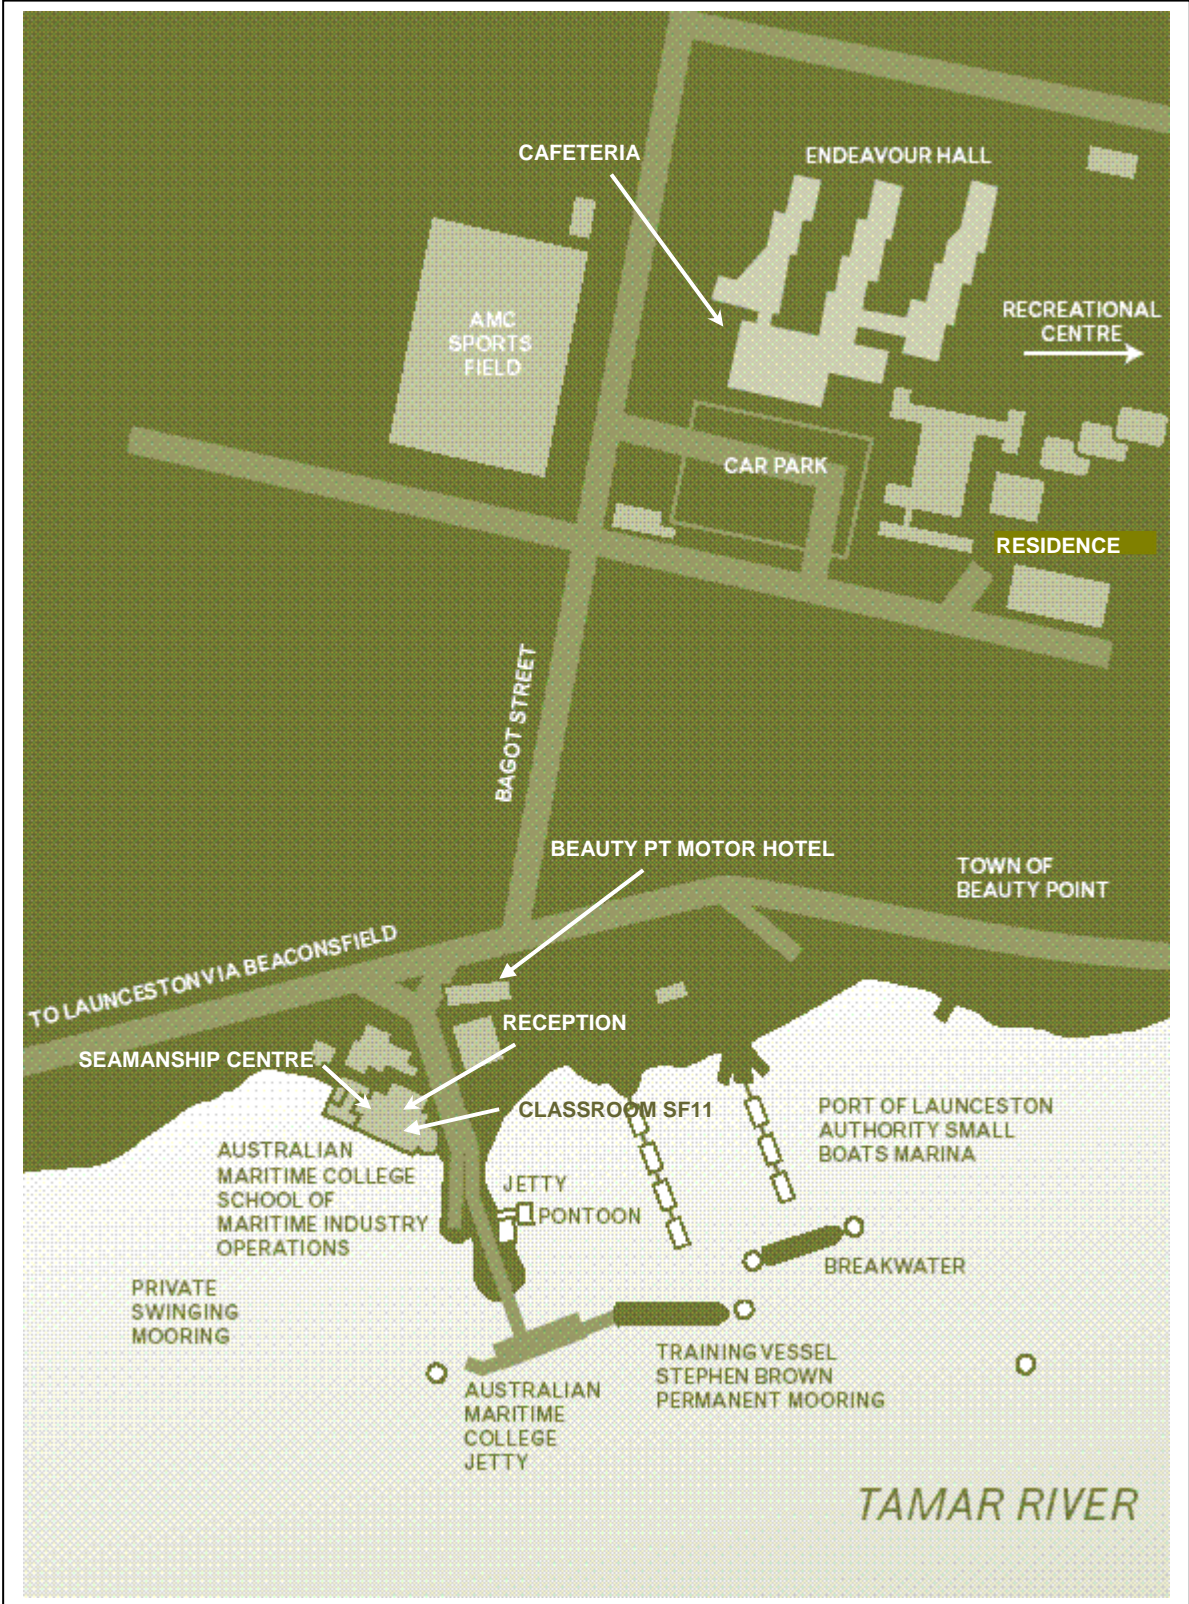 CAFETERIA
ENDEAVOUR HALL
RECREATIONAL
CENTRE
AMC
SPORTS
FIELD
CAR PARK
RESIDENCE
BAGOT STREET
BEAUTY PT MOTOR HOTEL
TOWN OF
BEAUTY POINT
TO LAUNCESTON VIA BEACONSFIELD
RECEPTION
SEAMANSHIP CENTRE
CLASSROOM SF11
PORT OF LAUNCESTON
AUTHORITY SMALL
BOATS MARINA
AUSTRALIAN
MARITIME COLLEGE
SCHOOL OF
MARITIME INDUSTRY
OPERATIONS
JETTY
PONTOON
BREAKWATER
PRIVATE
SWINGING
MOORING
TRAINING VESSEL
STEPHEN BROWN
PERMANENT MOORING
AUSTRALIAN
MARITIME
COLLEGE
JETTY
TAMAR RIVER